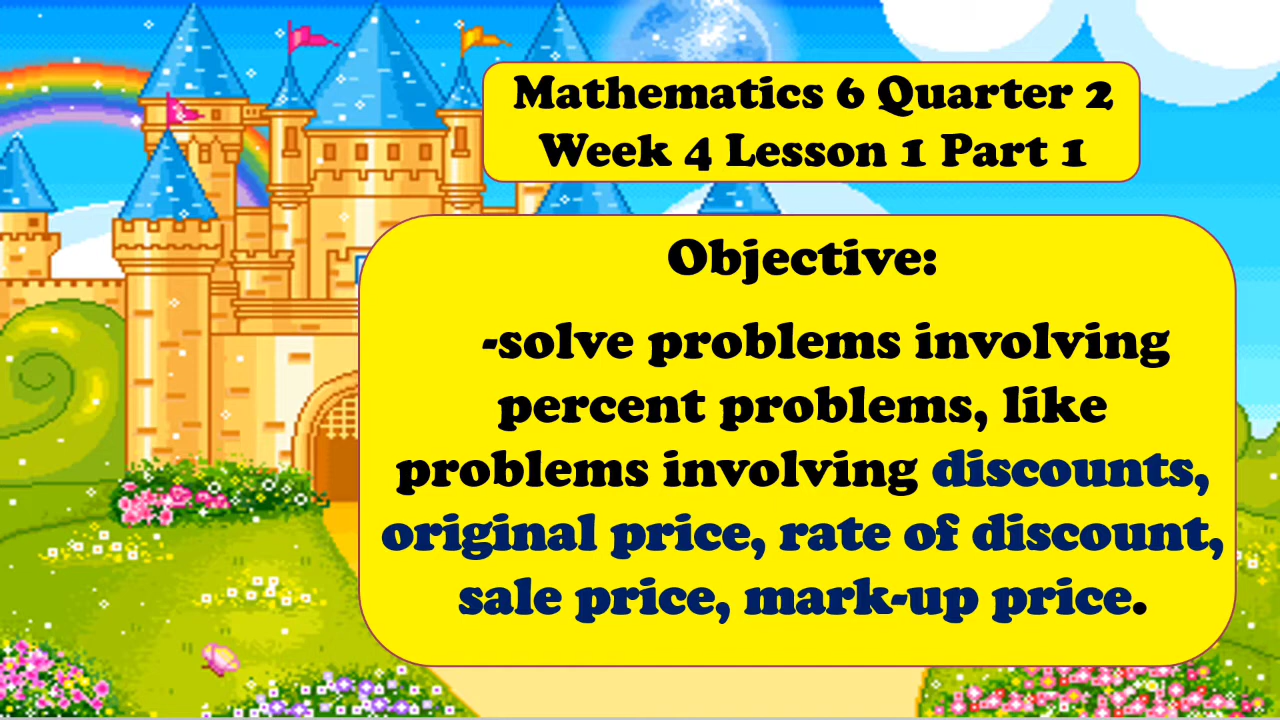 Mathematics 6 Quarter 2
Week 4 Lesson 1 Part 1
Objective:
-solve problems involving
percent problems, like
problems involving discounts,
original price, rate of discount,
sale price, mark-up price.